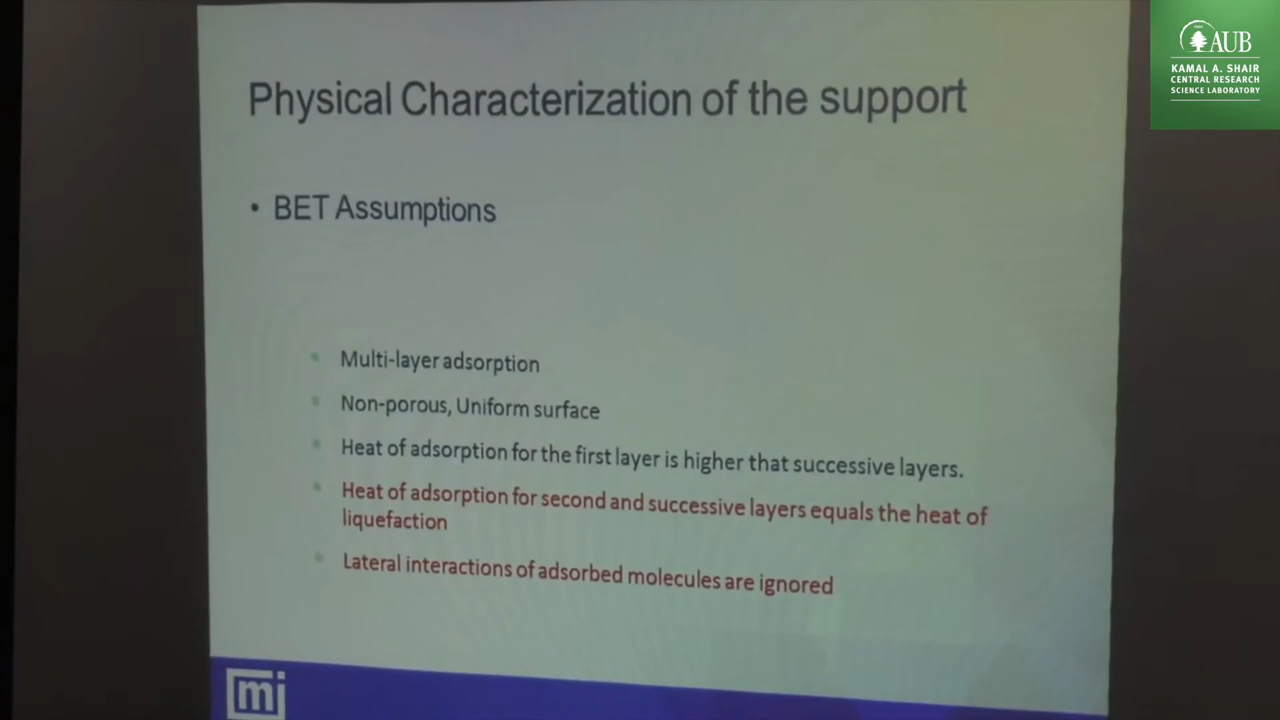 Physical Characterization of the support
• BET Assumptions
• Multi-layer adsorption
• Non-porous, Uniform surface
• Heat of adsorption for the first layer is higher that successive layers.
• Heat of adsorption for second and successive layers equals the heat of
liquefaction
• Lateral interactions of adsorbed molecules are ignored
mi
AUB
KAMAL A. SHAIR
CENTRAL RESEARCH
SCIENCE LABORATORY